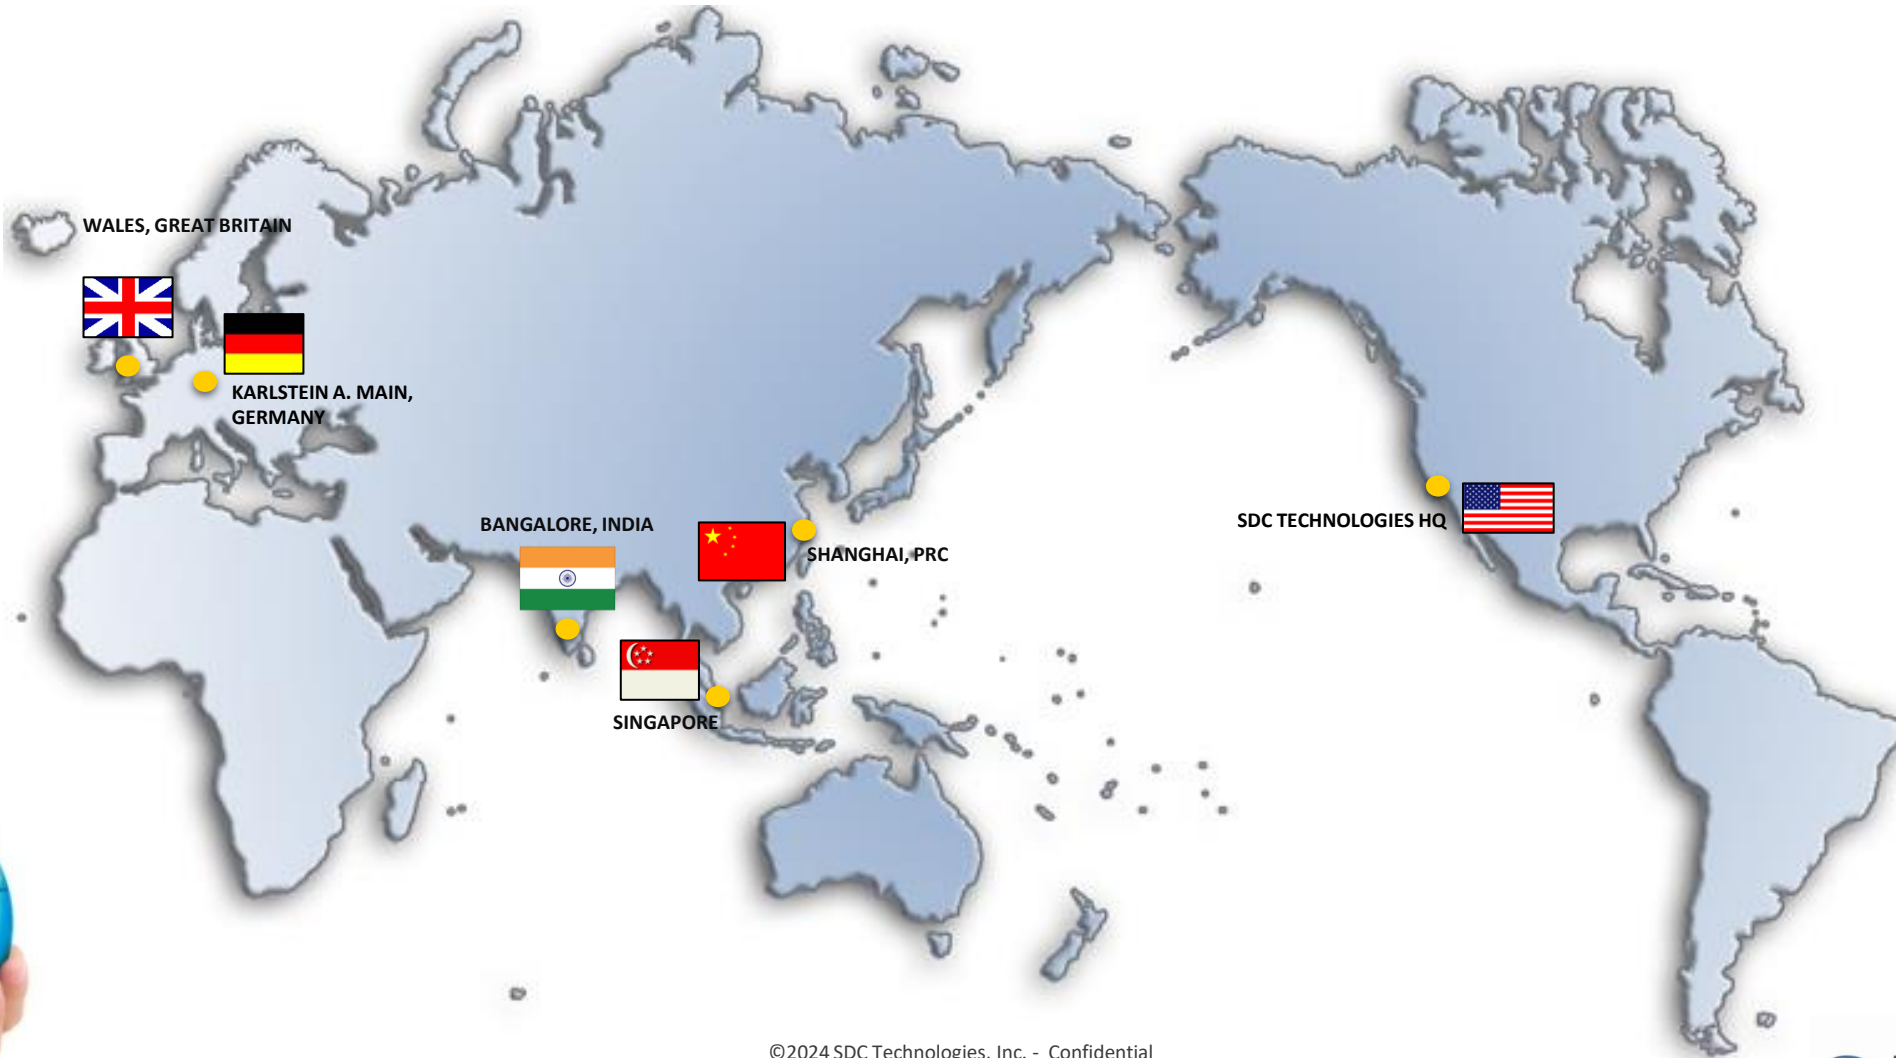 WALES, GREAT BRITAIN
KARLSTEIN A. MAIN,
GERMANY
BANGALORE, INDIA
SHANGHAI, PRC
SDC TECHNOLOGIES HQ
SINGAPORE
©2024 SDC Technologies, Inc. - Confidential